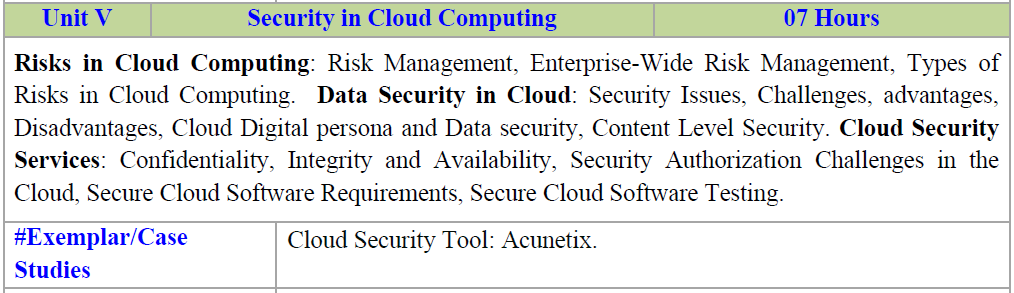 Unit V Security in Cloud Computing 07 Hours
Risks in Cloud Computing: Risk Management, Enterprise-Wide Risk Management, Types of
Risks in Cloud Computing. Data Security in Cloud: Security Issues, Challenges, advantages,
Disadvantages, Cloud Digital persona and Data security, Content Level Security. Cloud Security
Services: Confidentiality, Integrity and Availability, Security Authorization Challenges in the
Cloud, Secure Cloud Software Requirements, Secure Cloud Software Testing.
#Exemplar/Case
Studies
Cloud Security Tool: Acunetix.